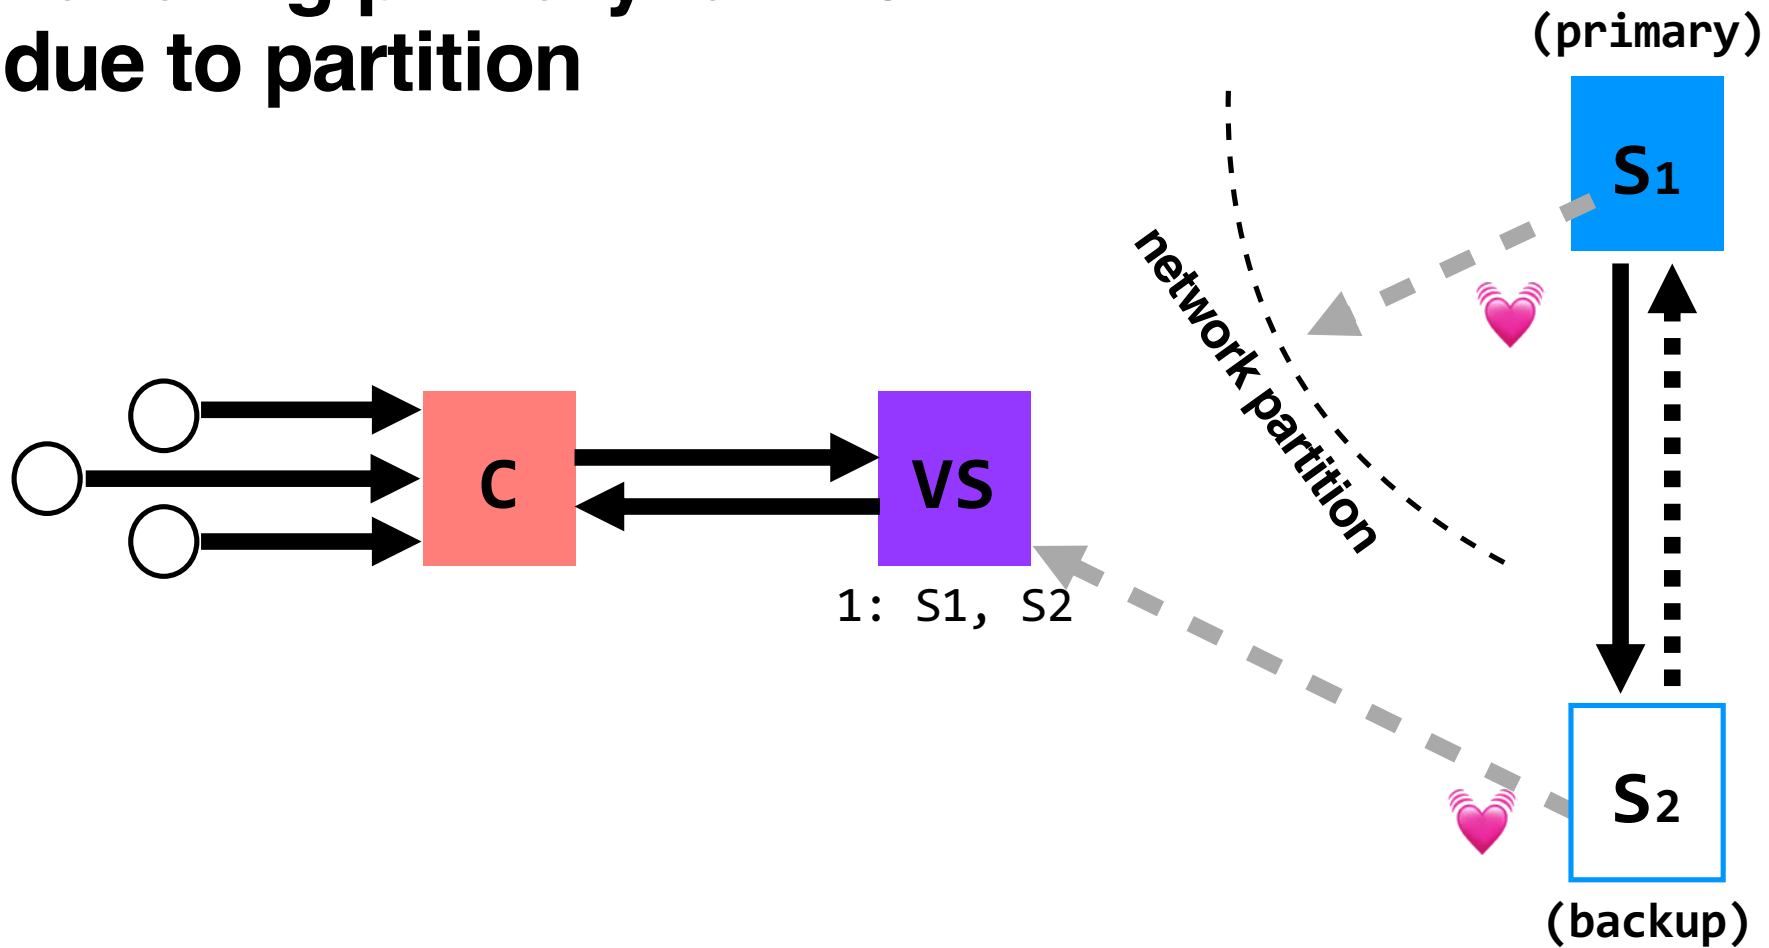 due to partition
(primary)
S1
network partition
C
VS
1: S1, S2
S2
(backup)